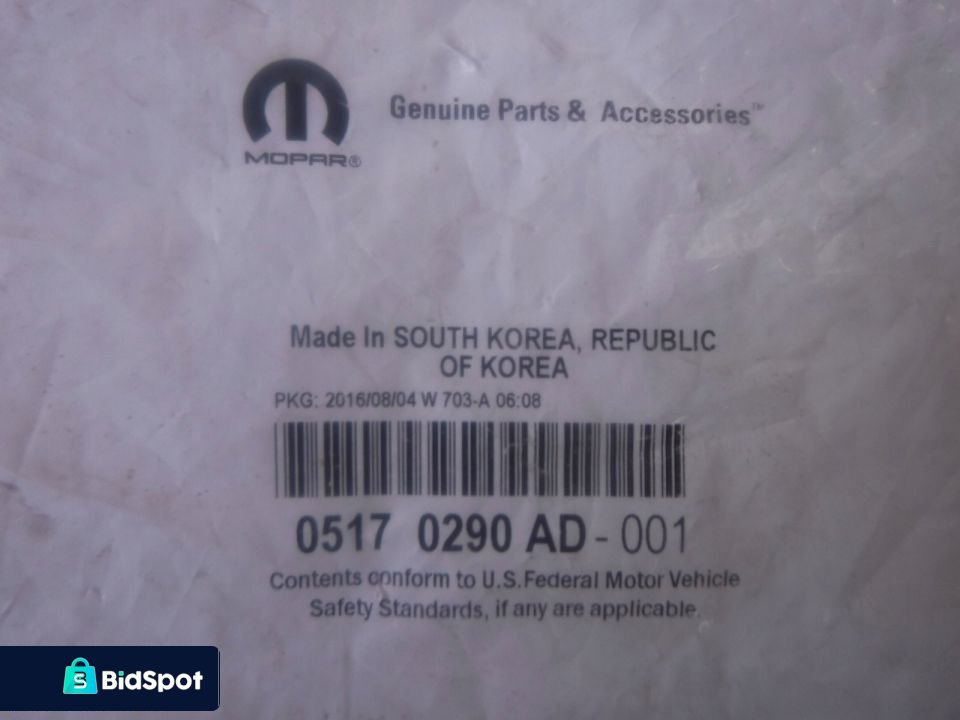 Genuine Parts & Accessories™
MOPAR®
Made In SOUTH KOREA, REPUBLIC
OF KOREA
PKG: 2016/08/04 W 703-A 06:08
0517 0290 AD - 001
Contents conform to U.S. Federal Motor Vehicle
Safety Standards, if any are applicable.
BidSpot